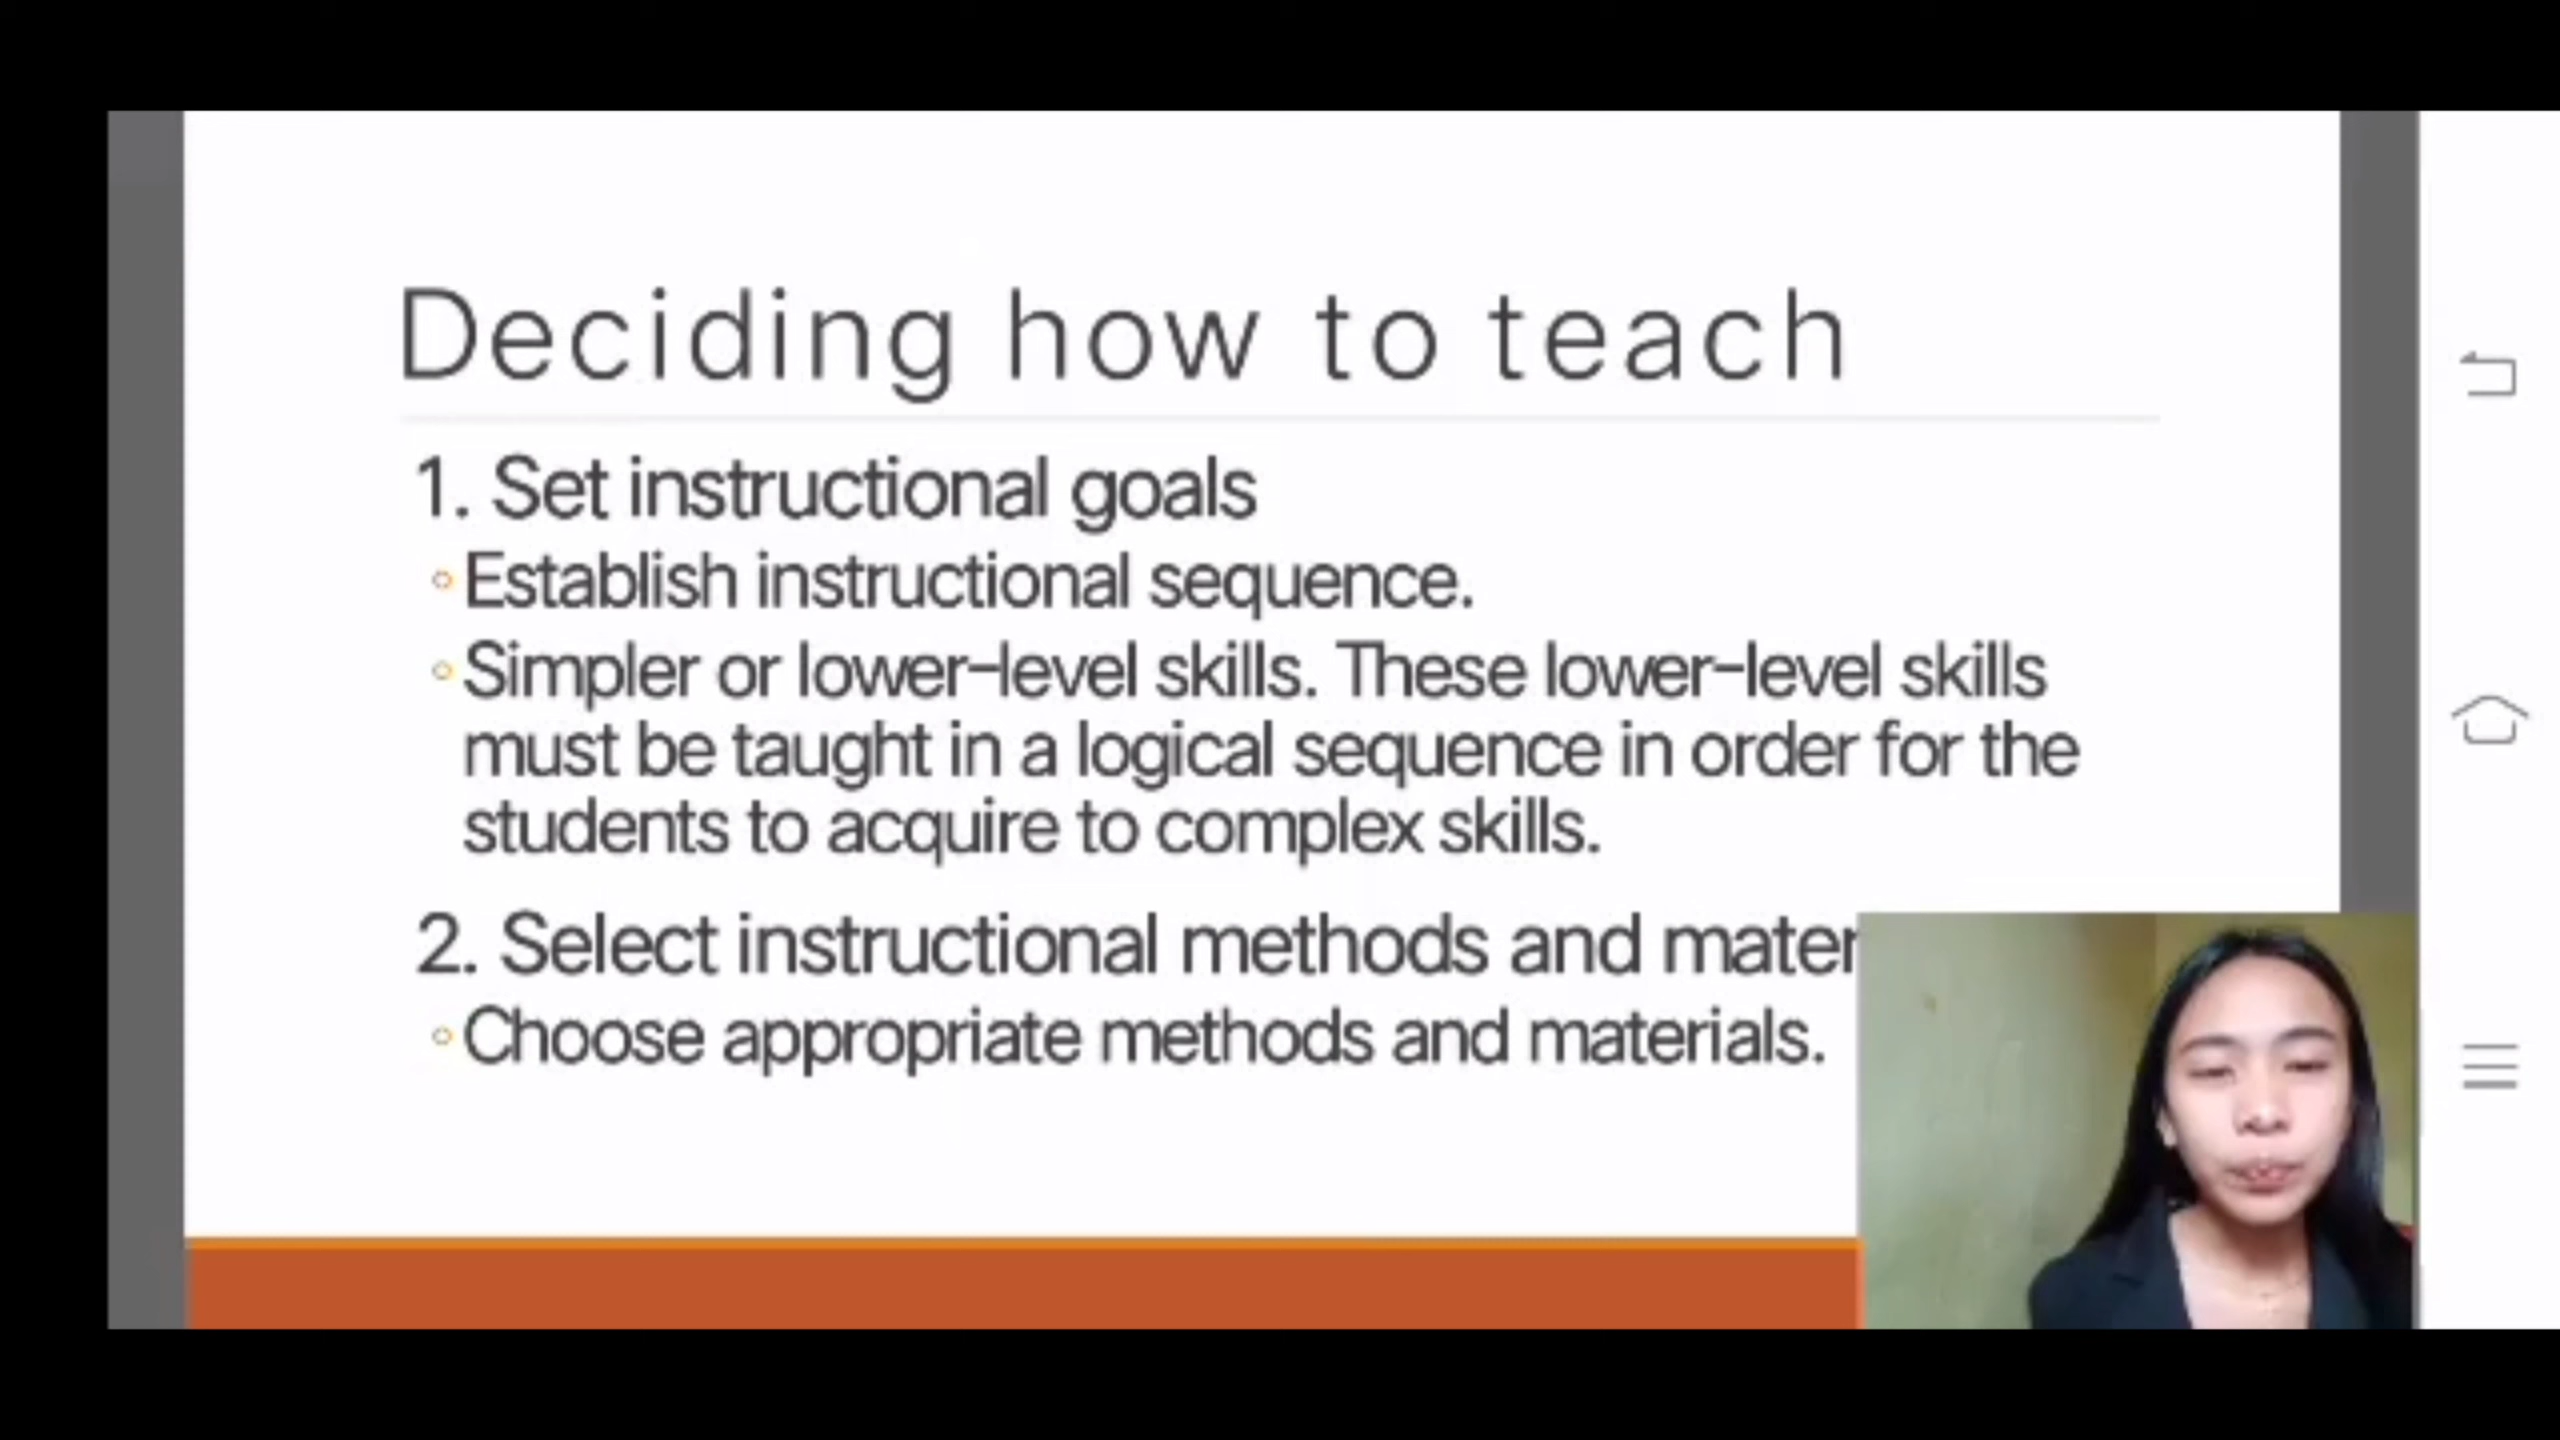 Deciding how to teach
1. Set instructional goals
Establish instructional sequence.
Simpler or lower-level skills. These lower-level skills
must be taught in a logical sequence in order for the
students to acquire to complex skills.
2. Select instructional methods and mater
Choose appropriate methods and materials.